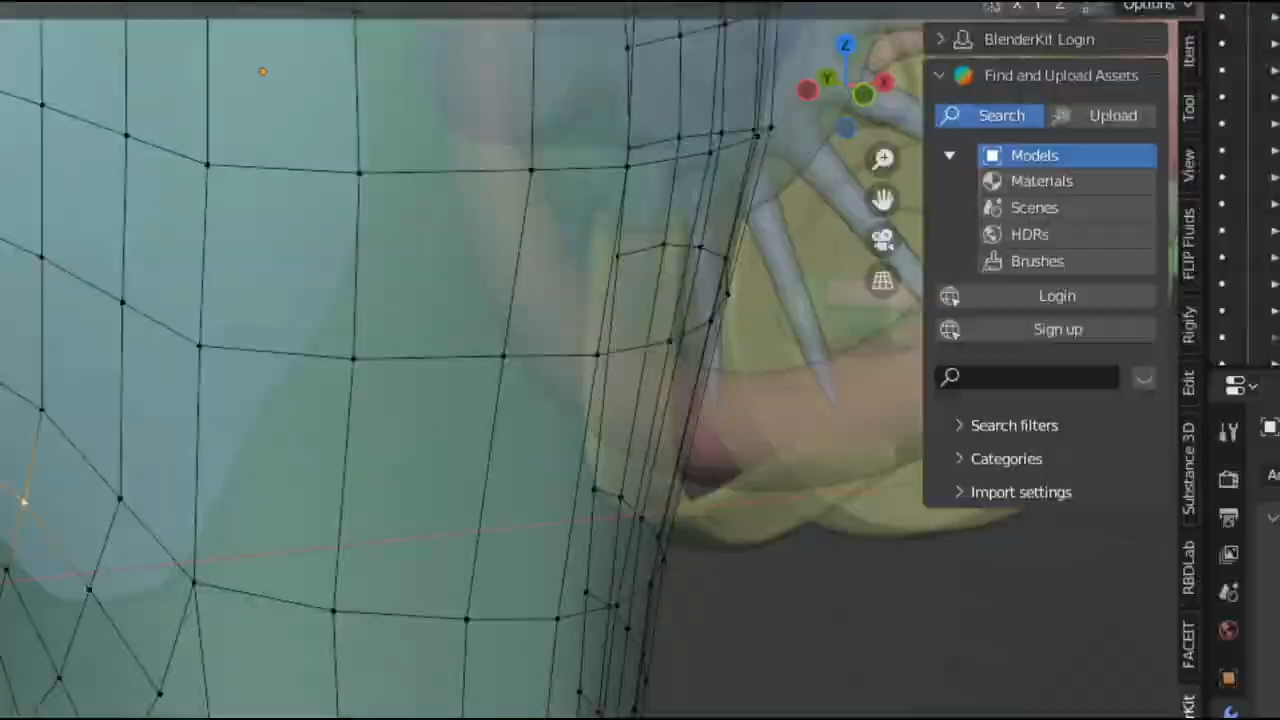 X Y Z
Options
BlenderKit Login
Find and Upload Assets
Search
Upload
Models
Materials
Scenes
HDRs
Brushes
Login
Sign up
Search filters
Categories
Import settings
Z
Y
X
Item
Tool
View
FLIP Fluids
Rigify
Edit
Substance 3D
RBDLab
FACEIT